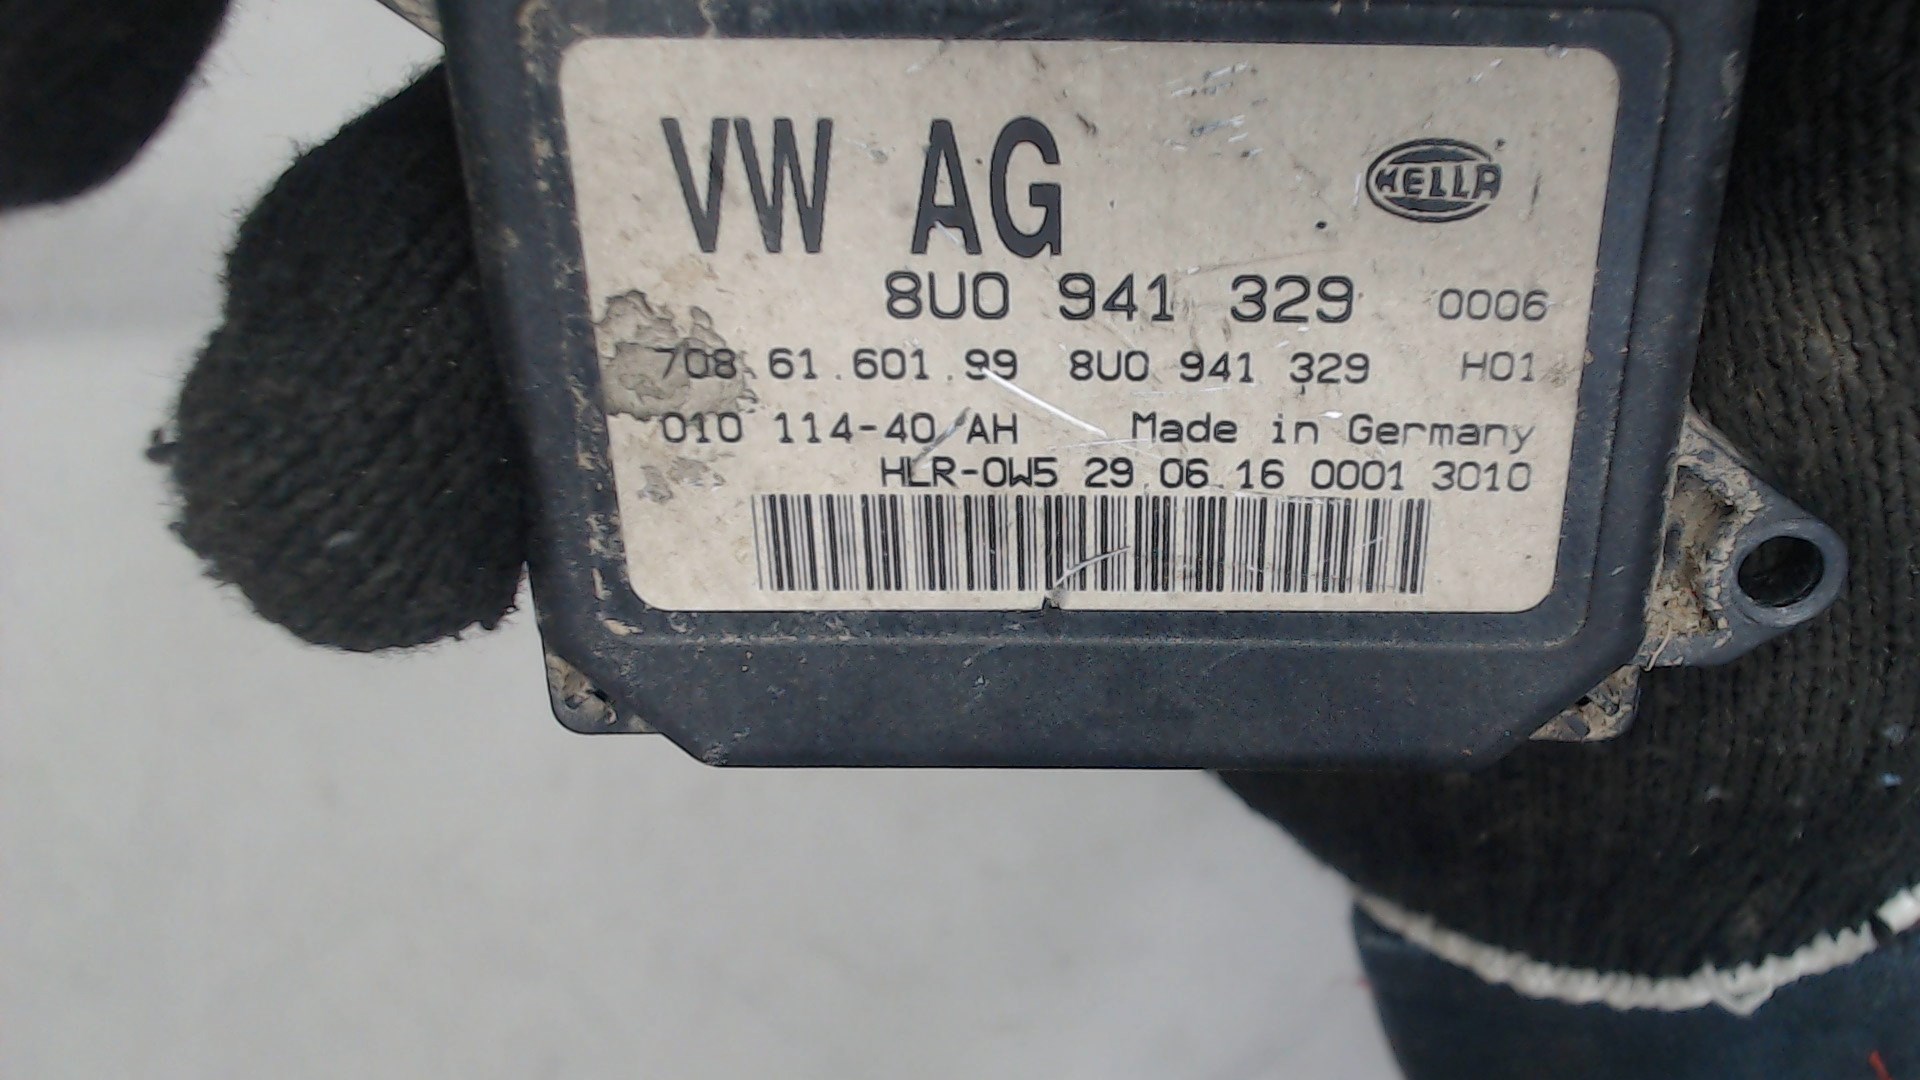 VW AG HELLA
8U0 941 329 0006
708 61.601.99 8U0 941 329 H01
010 114-40/AH Made in Germany
HLR-0W5 29.06.16 0001 3010